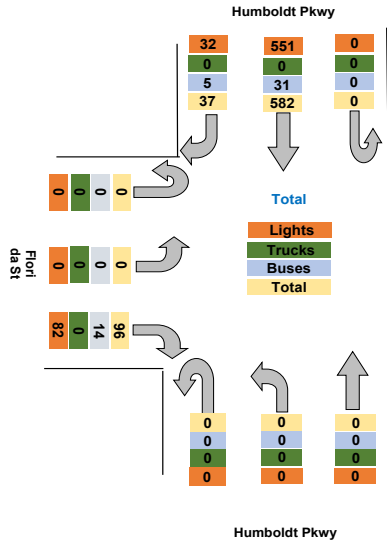 Humboldt Pkwy
32 551 0
0 0 0
5 31 0
37 582 0
0 0 0 0
Total
Lights
Trucks
Buses
Total
0 0 0 0
Flori
da St
82 0 14 96
0 0 0
0 0 0
0 0 0
0 0 0
Humboldt Pkwy